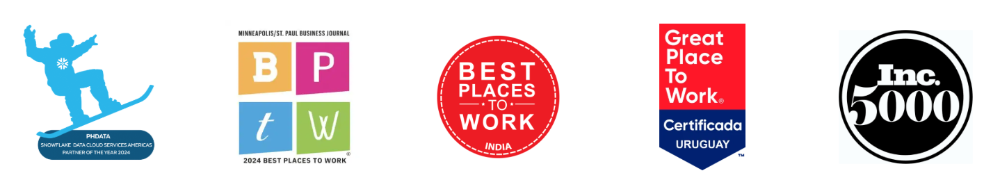 PHDATA
SNOWFLAKE DATA CLOUD SERVICES AMERICAS
PARTNER OF THE YEAR 2024
MINNEAPOLIS/ST. PAUL BUSINESS JOURNAL
B P
t W
©
2024 BEST PLACES TO WORK
BEST
PLACES
TO
WORK
INDIA
Great
Place
To
Work®
Certificada
URUGUAY
™
Inc.
5000